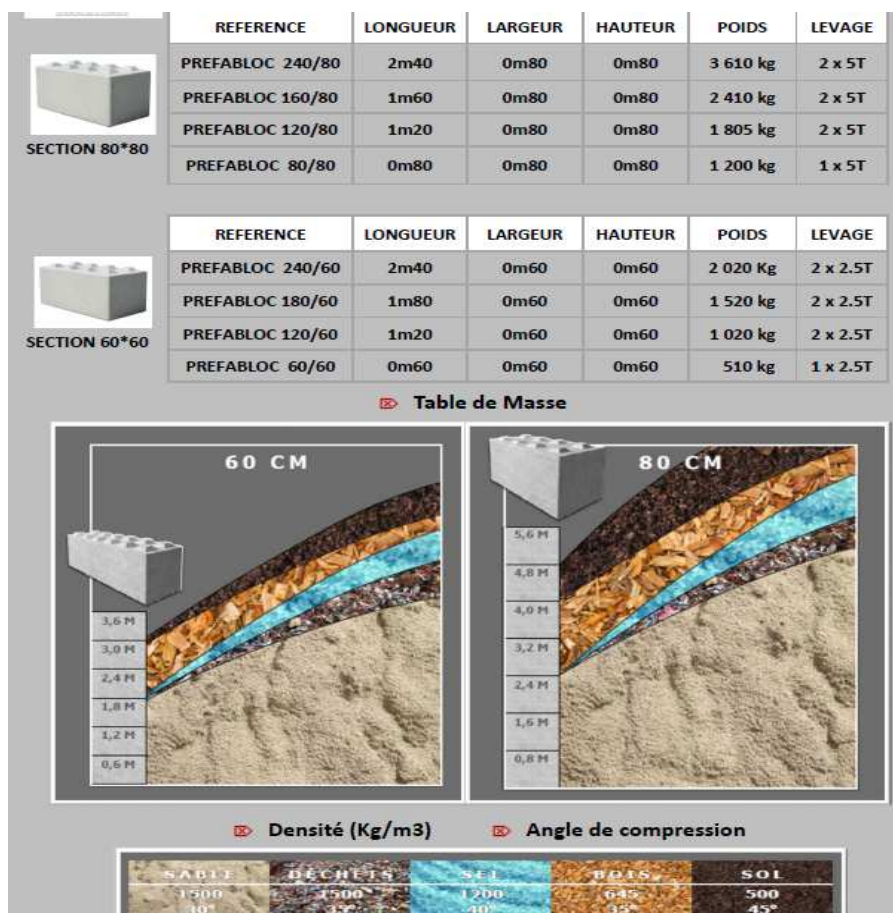 REFERENCE LONGUEUR LARGEUR HAUTEUR POIDS LEVAGE
PREFABLOC 240/80 2m40 0m80 0m80 3 610 kg 2 x 5T
PREFABLOC 160/80 1m60 0m80 0m80 2 410 kg 2 x 5T
PREFABLOC 120/80 1m20 0m80 0m80 1 805 kg 2 x 5T
PREFABLOC 80/80 0m80 0m80 0m80 1 200 kg 1 x 5T
SECTION 80*80
REFERENCE LONGUEUR LARGEUR HAUTEUR POIDS LEVAGE
PREFABLOC 240/60 2m40 0m60 0m60 2 020 Kg 2 x 2.5T
PREFABLOC 180/60 1m80 0m60 0m60 1 520 kg 2 x 2.5T
PREFABLOC 120/60 1m20 0m60 0m60 1 020 kg 2 x 2.5T
PREFABLOC 60/60 0m60 0m60 0m60 510 kg 1 x 2.5T
SECTION 60*60
Table de Masse
60 CM
3,6 M
3,0 M
2,4 M
1,8 M
1,2 M
0,6 M
80 CM
5,6 M
4,8 M
4,0 M
3,2 M
2,4 M
1,6 M
0,8 M
Densité (Kg/m3) Angle de compression
SABLE DÉCHETS SEL BOIS SOL
1500 1500 1200 645 500
30° 35° 40° 35° 45°